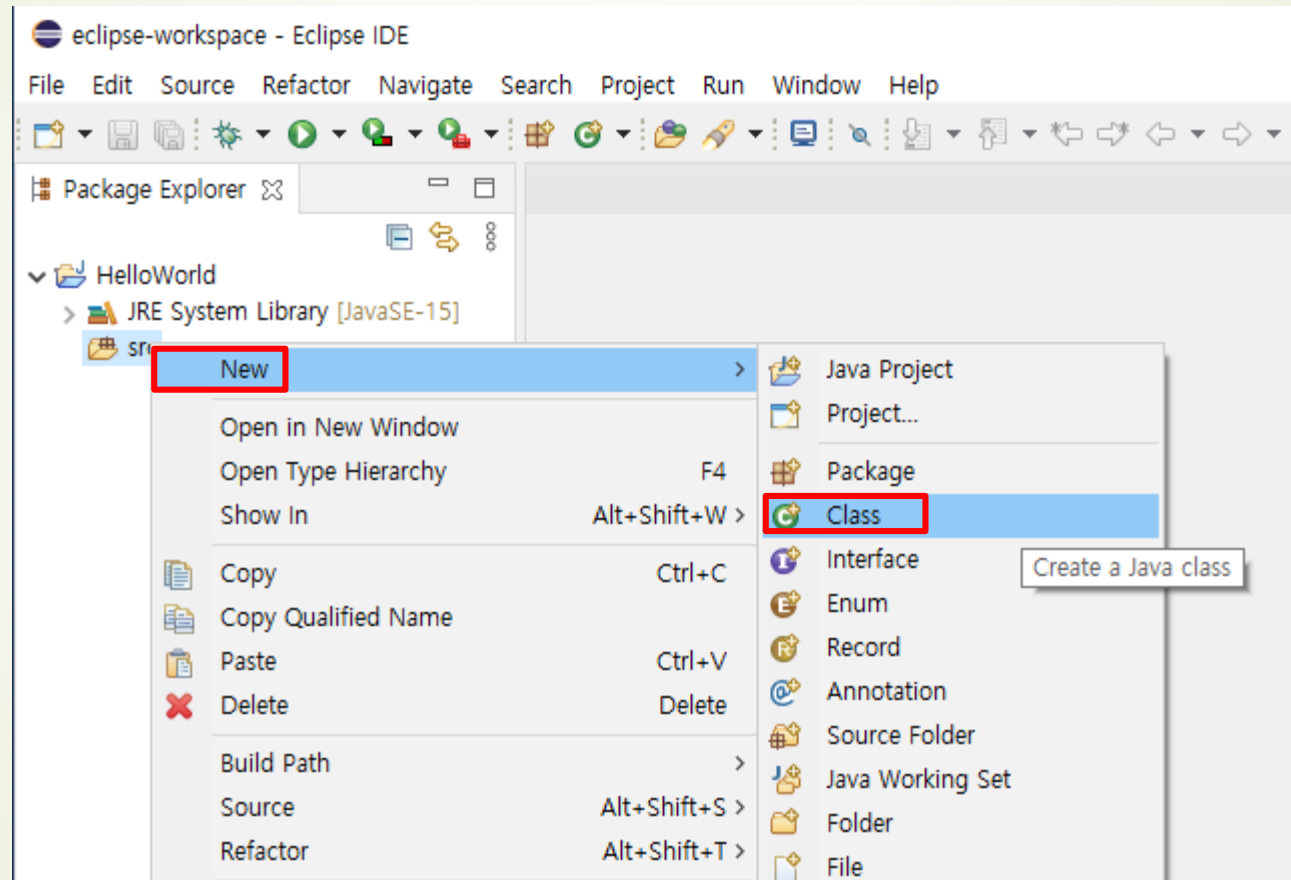 eclipse-workspace - Eclipse IDE
File Edit Source Refactor Navigate Search Project Run Window Help
Package Explorer
HelloWorld
JRE System Library [JavaSE-15]
src
New
Open in New Window
Open Type Hierarchy F4
Show In Alt+Shift+W >
Copy Ctrl+C
Copy Qualified Name
Paste Ctrl+V
Delete Delete
Build Path >
Source Alt+Shift+S >
Refactor Alt+Shift+T >
Java Project
Project...
Package
Class
Interface
Create a Java class
Enum
Record
Annotation
Source Folder
Java Working Set
Folder
File